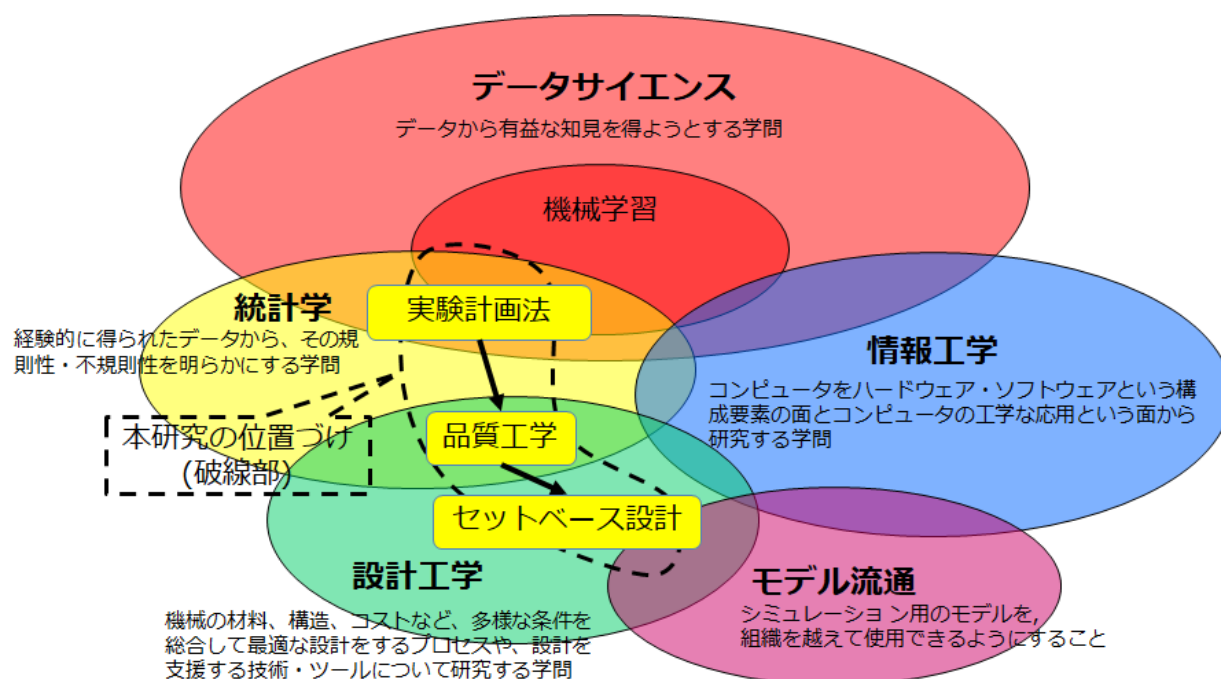 データサイエンス
データから有益な知見を得ようとする学問
機械学習
統計学
経験的に得られたデータから、その規
則性・不規則性を明らかにする学問
実験計画法
情報工学
コンピュータをハードウェア・ソフトウェアという構
成要素の面とコンピュータの工学な応用という面から
研究する学問
本研究の位置づけ
(破線部)
品質工学
セットベース設計
設計工学
機械の材料、構造、コストなど、多様な条件を
総合して最適な設計をするプロセスや、設計を
支援する技術・ツールについて研究する学問
モデル流通
シミュレーション用のモデルを,
組織を越えて使用できるようにすること